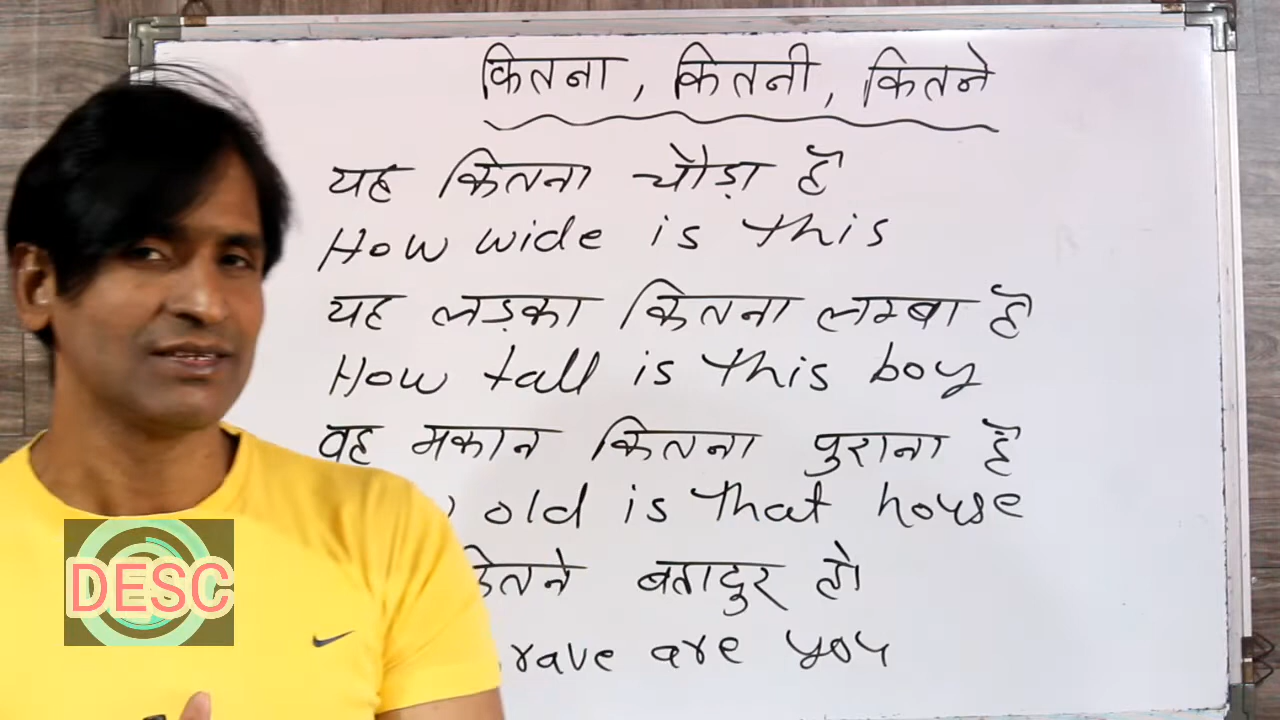 कितना, कितनी, कितने
यह कितना चौड़ा है
How wide is this
यह लड़का कितना लम्बा है
How tall is this boy
वह मकान कितना पुराना है
old is that house
कितने बहादुर हो
rave are you
DESC